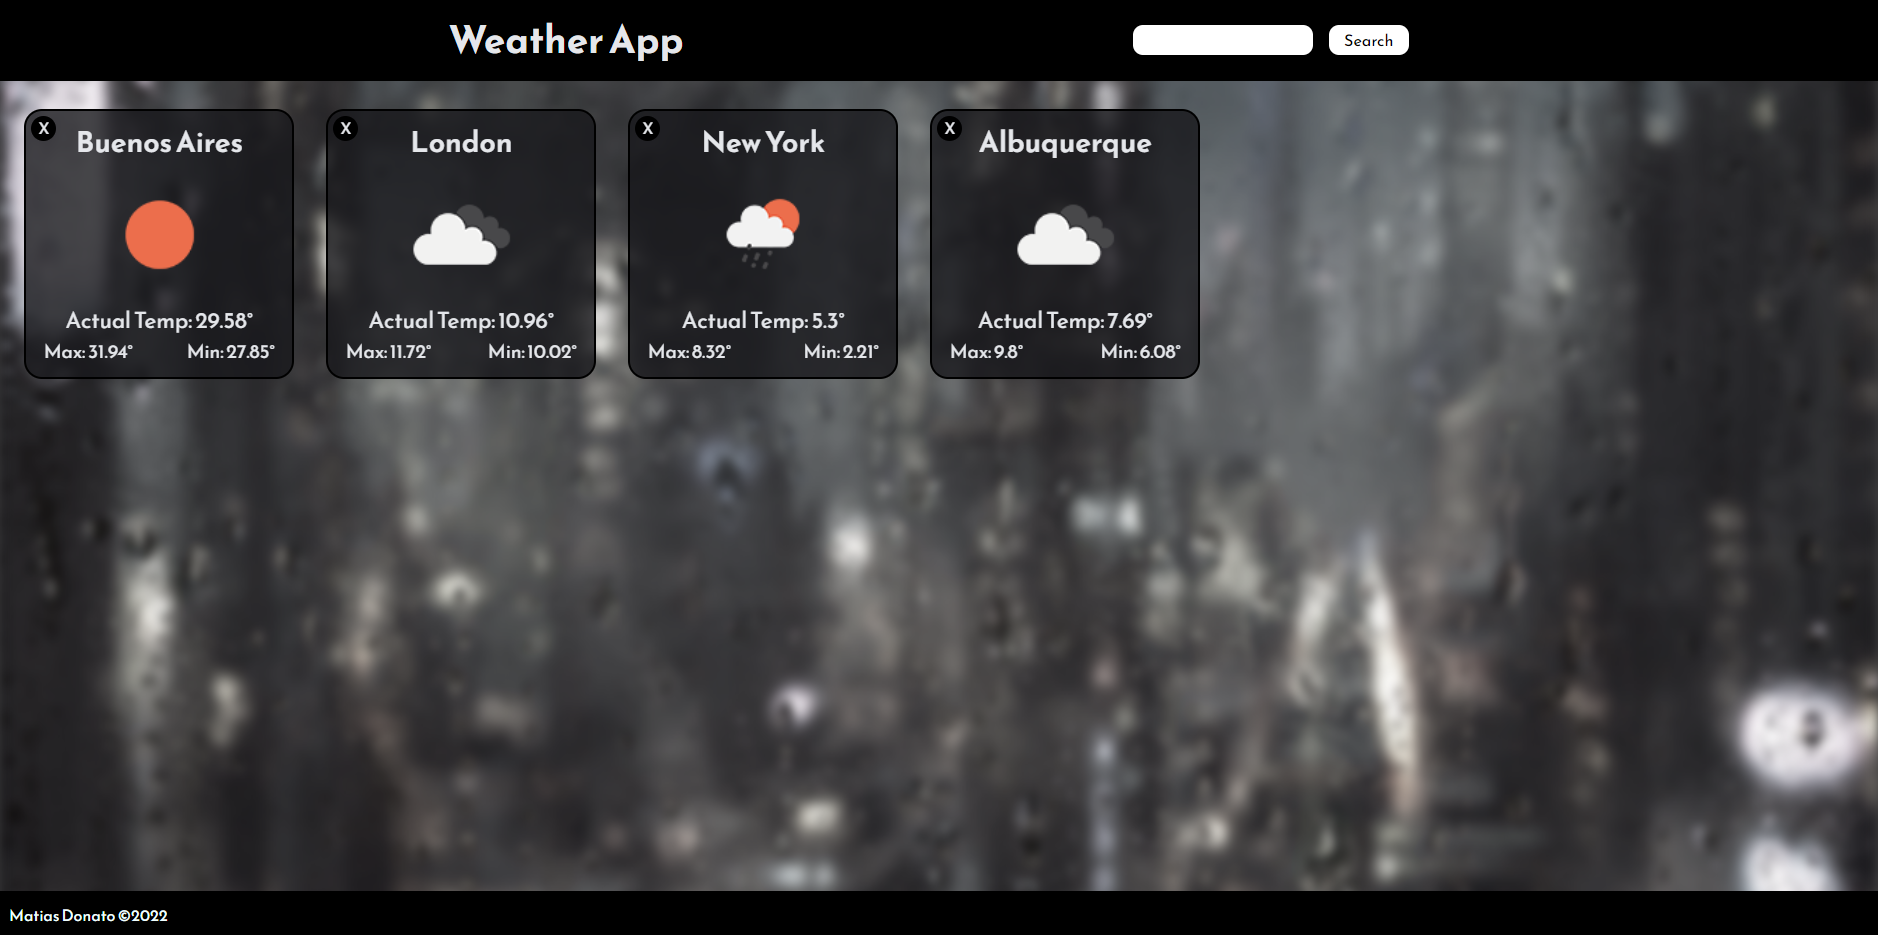 Weather App
Search
X
Buenos Aires
Actual Temp: 29.58°
Max: 31.94° Min: 27.85°
X
London
Actual Temp: 10.96°
Max: 11.72° Min: 10.02°
X
New York
Actual Temp: 5.3°
Max: 8.32° Min: 2.21°
X
Albuquerque
Actual Temp: 7.69°
Max: 9.8° Min: 6.08°
Matias Donato ©2022